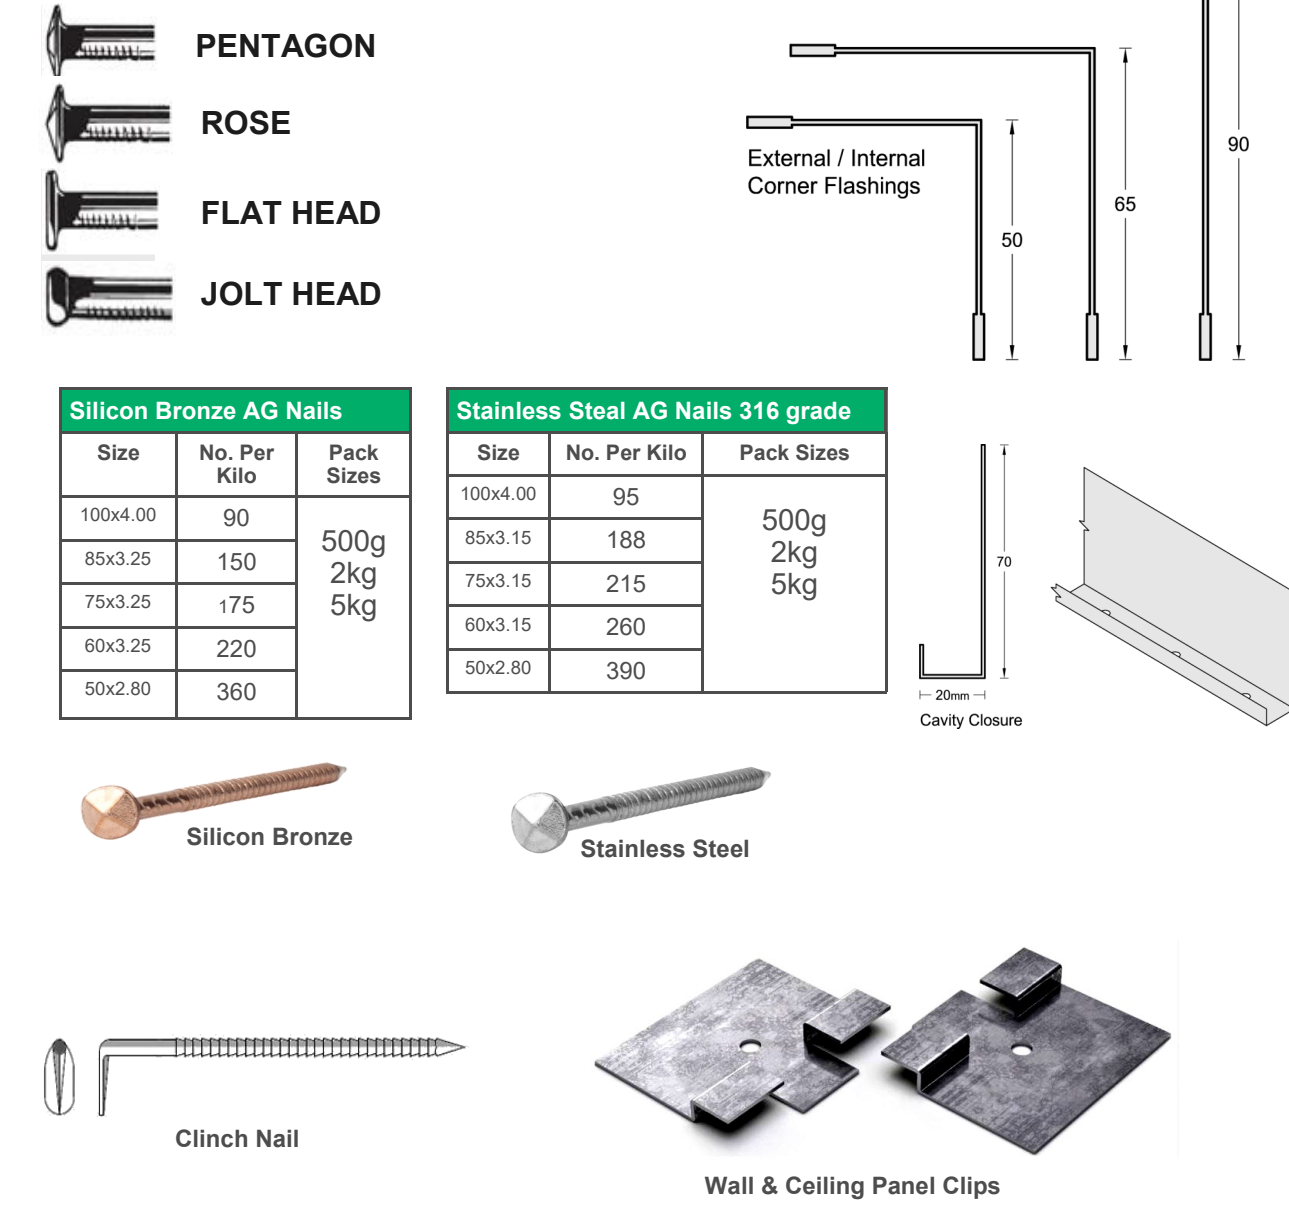 PENTAGON
ROSE
FLAT HEAD
JOLT HEAD
External / Internal
Corner Flashings
50
65
90
Silicon Bronze AG Nails
Size No. Per Kilo Pack Sizes
100x4.00 90
85x3.25 150
75x3.25 175
60x3.25 220
50x2.80 360
500g
2kg
5kg
Stainless Steal AG Nails 316 grade
Size No. Per Kilo Pack Sizes
100x4.00 95
85x3.15 188
75x3.15 215
60x3.15 260
50x2.80 390
500g
2kg
5kg
70
20mm
Cavity Closure
Silicon Bronze
Stainless Steel
Clinch Nail
Wall & Ceiling Panel Clips